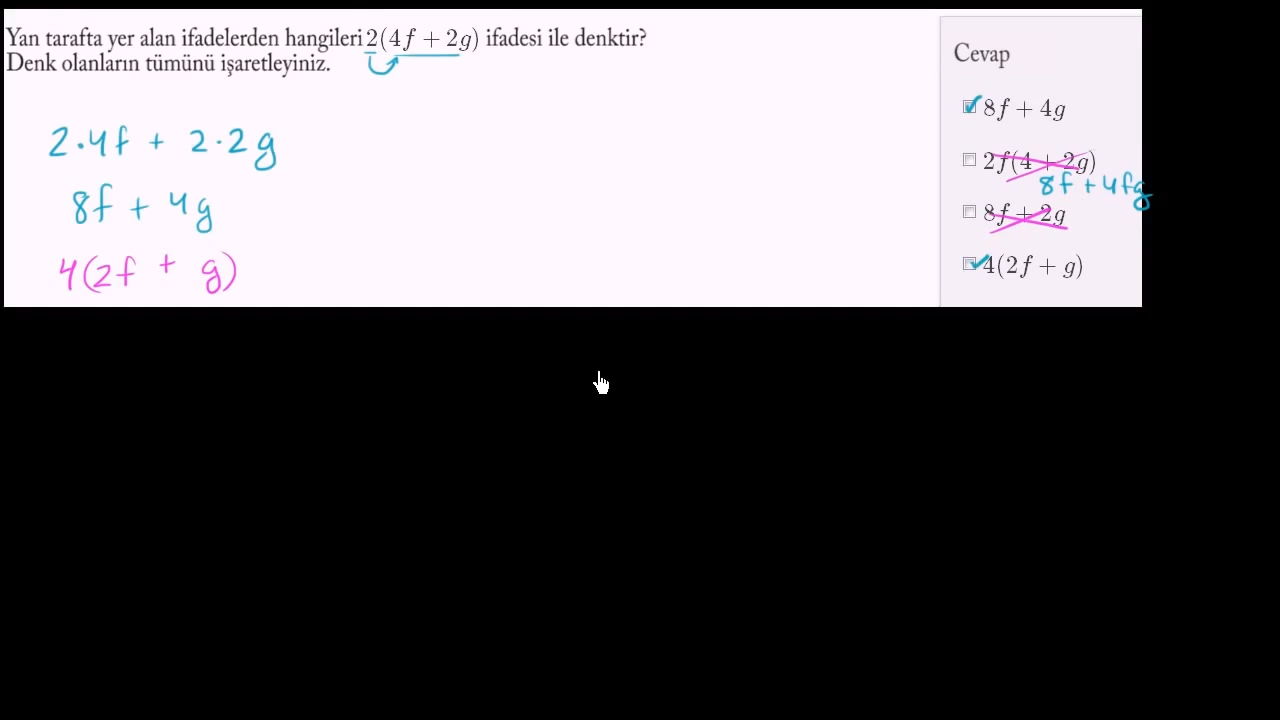 Yan tarafta yer alan ifadelerden hangileri 2(4f + 2g) ifadesi ile denktir?
Denk olanların tümünü işaretleyiniz.
2·4f + 2·2g
8f + 4g
4(2f + g)
Cevap
8f + 4g
2f(4 + 2g)
8f + 4fg
8f + 2g
4(2f + g)